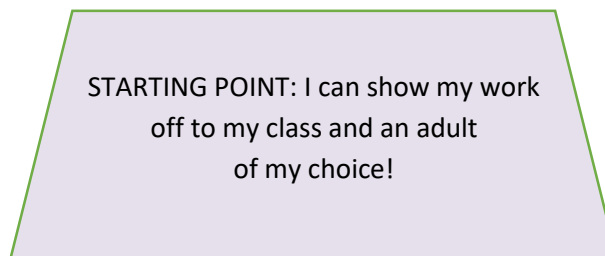 STARTING POINT: I can show my work
off to my class and an adult
of my choice!